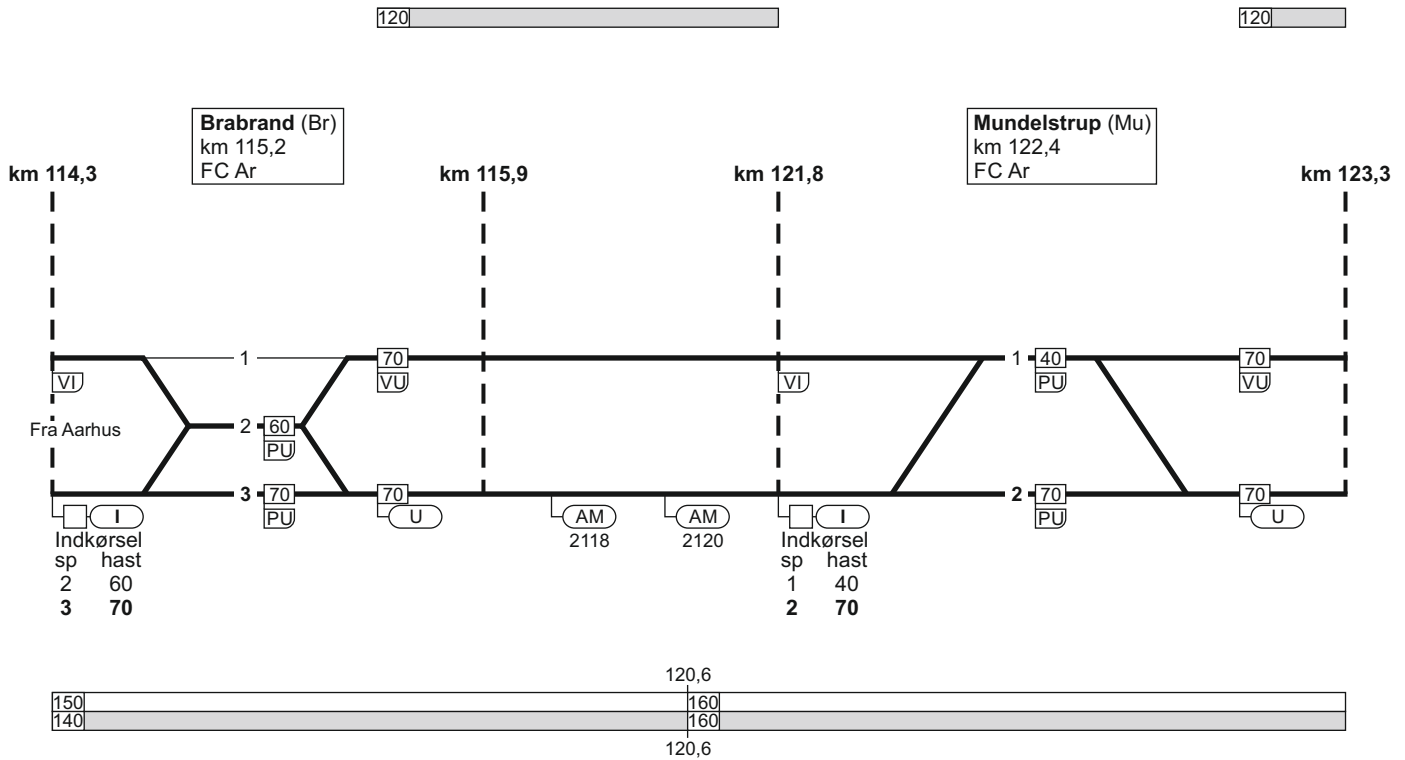 120 120
Brabrand (Br)
km 115,2
FC Ar
Mundelstrup (Mu)
km 122,4
FC Ar
km 114,3 km 115,9 km 121,8 km 123,3
1 70 1 40 70
VI VU VI PU VU
Fra Aarhus 2 60
PU
3 70 70 2 70 70
I PU U AM AM I PU U
2118 2120
Indkørsel
sp hast
2 60
3 70
Indkørsel
sp hast
1 40
2 70
120,6
150 160
140 160
120,6